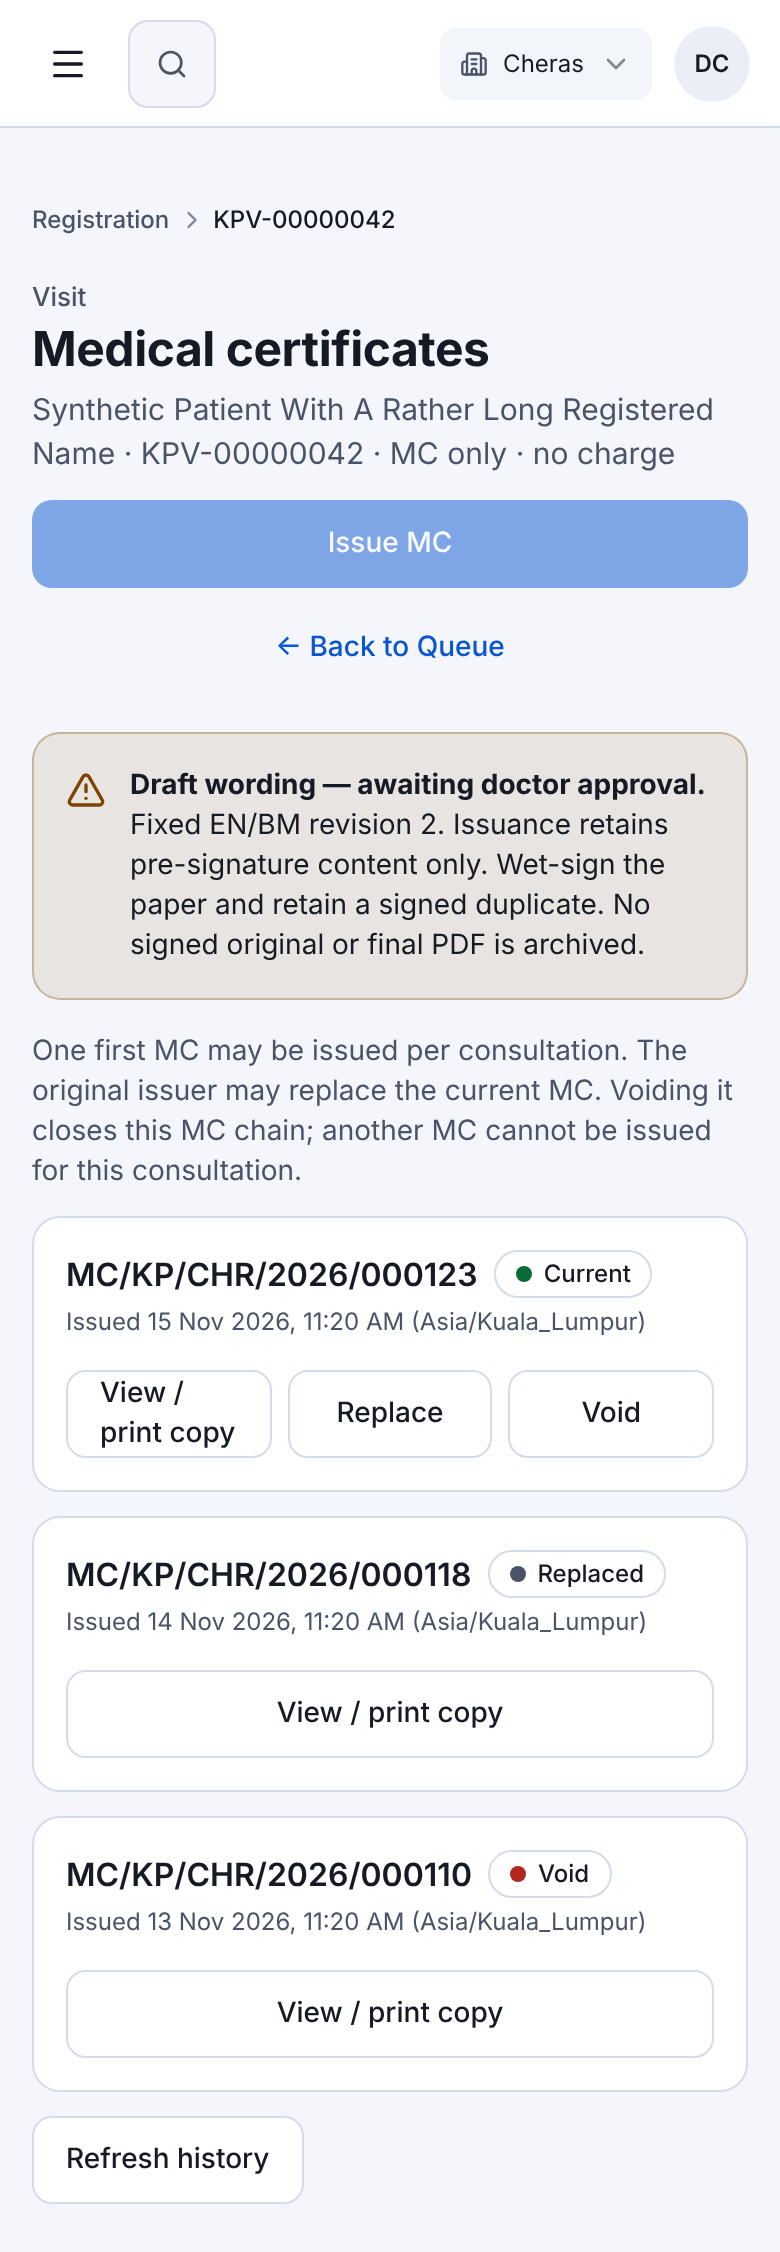 Cheras
DC
Registration > KPV-00000042
Visit
Medical certificates
Synthetic Patient With A Rather Long Registered
Name · KPV-00000042 · MC only · no charge
Issue MC
← Back to Queue
Draft wording — awaiting doctor approval.
Fixed EN/BM revision 2. Issuance retains
pre-signature content only. Wet-sign the
paper and retain a signed duplicate. No
signed original or final PDF is archived.
One first MC may be issued per consultation. The
original issuer may replace the current MC. Voiding it
closes this MC chain; another MC cannot be issued
for this consultation.
MC/KP/CHR/2026/000123 Current
Issued 15 Nov 2026, 11:20 AM (Asia/Kuala_Lumpur)
View /
print copy
Replace
Void
MC/KP/CHR/2026/000118 Replaced
Issued 14 Nov 2026, 11:20 AM (Asia/Kuala_Lumpur)
View / print copy
MC/KP/CHR/2026/000110 Void
Issued 13 Nov 2026, 11:20 AM (Asia/Kuala_Lumpur)
View / print copy
Refresh history